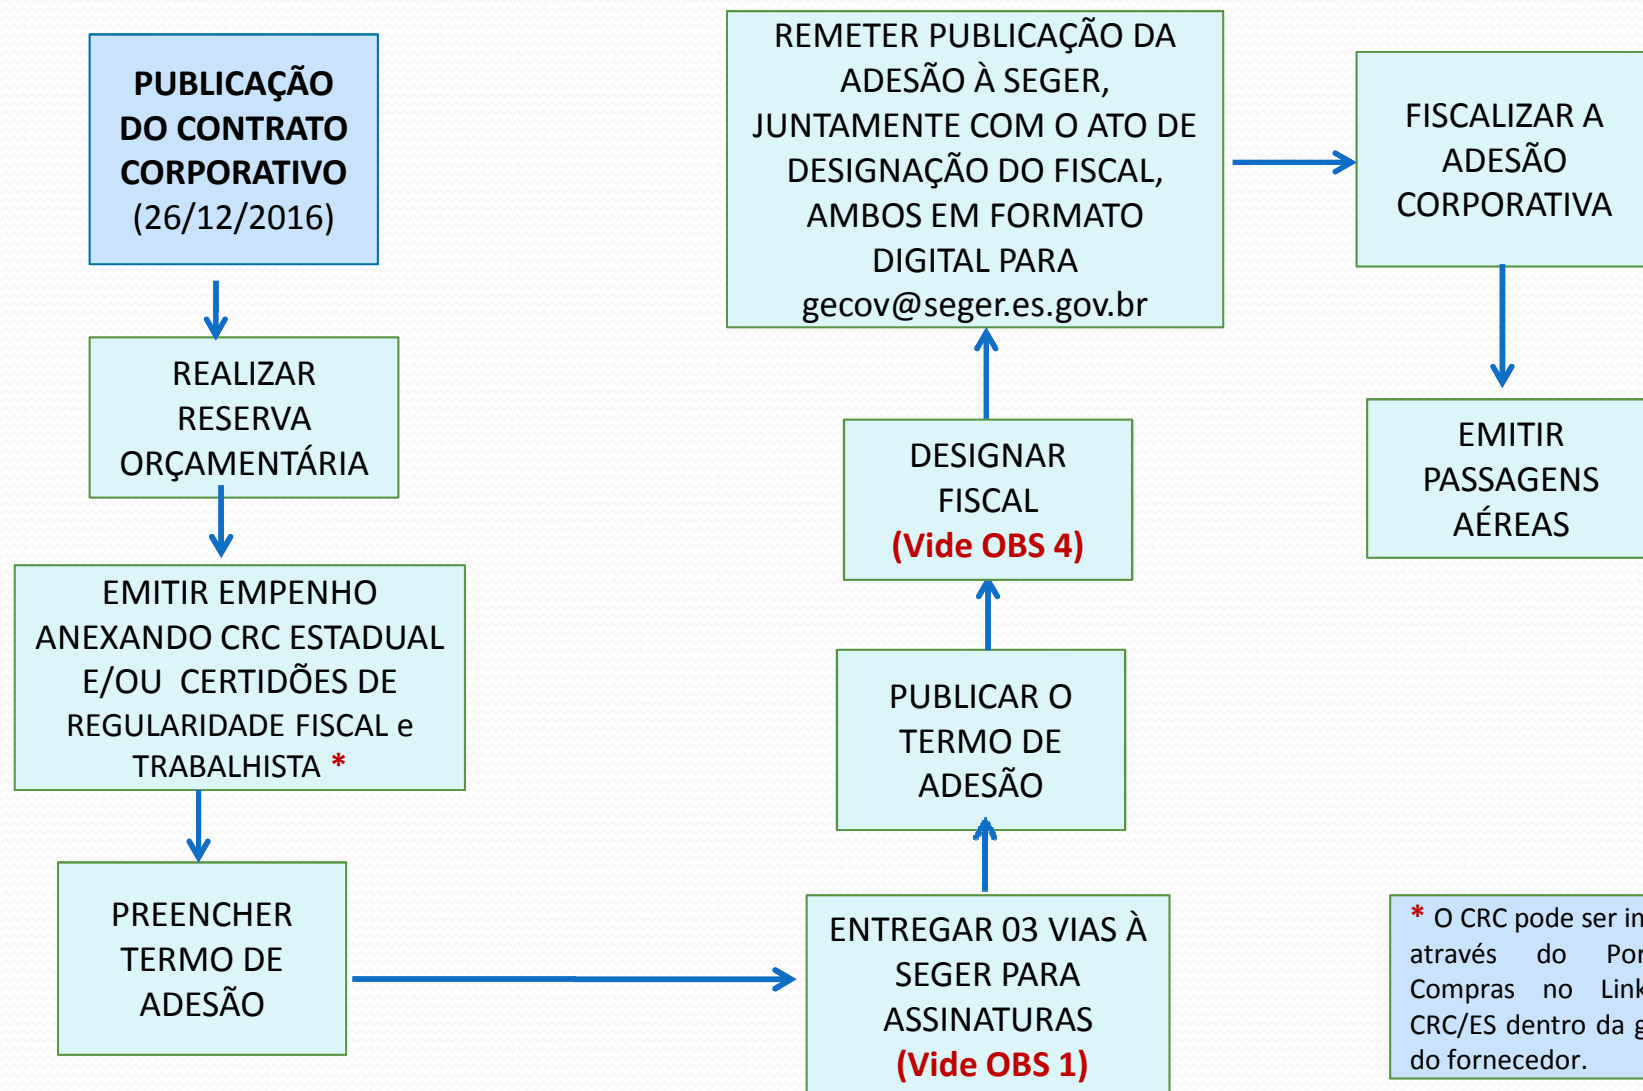 PUBLICAÇÃO
DO CONTRATO
CORPORATIVO
(26/12/2016)
REALIZAR
RESERVA
ORÇAMENTÁRIA
EMITIR EMPENHO
ANEXANDO CRC ESTADUAL
E/OU CERTIDÕES DE
REGULARIDADE FISCAL e
TRABALHISTA *
PREENCHER
TERMO DE
ADESÃO
ENTREGAR 03 VIAS À
SEGER PARA
ASSINATURAS
(Vide OBS 1)
PUBLICAR O
TERMO DE
ADESÃO
DESIGNAR
FISCAL
(Vide OBS 4)
REMETER PUBLICAÇÃO DA
ADESÃO À SEGER,
JUNTAMENTE COM O ATO DE
DESIGNAÇÃO DO FISCAL,
AMBOS EM FORMATO
DIGITAL PARA
gecov@seger.es.gov.br
FISCALIZAR A
ADESÃO
CORPORATIVA
EMITIR
PASSAGENS
AÉREAS
* O CRC pode ser
através do
Compras no Link
CRC/ES dentro da
do fornecedor.